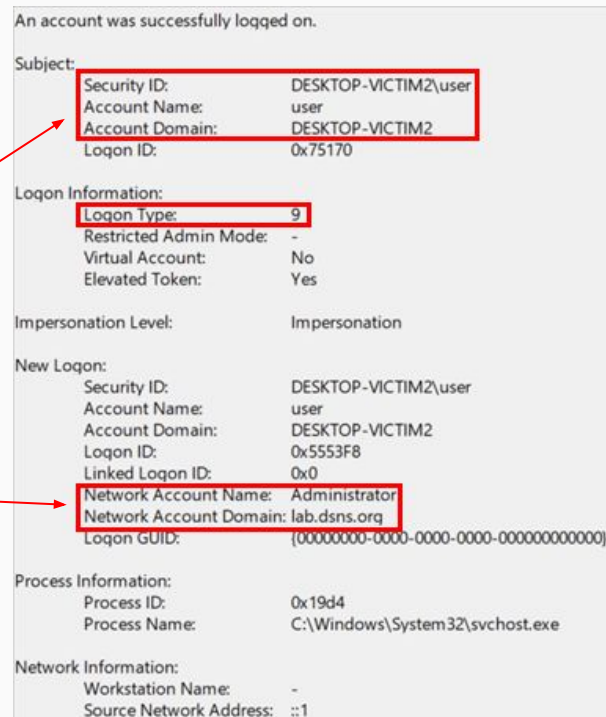 An account was successfully logged on.
Subject:
Security ID: DESKTOP-VICTIM2\user
Account Name: user
Account Domain: DESKTOP-VICTIM2
Logon ID: 0x75170
Logon Information:
Logon Type: 9
Restricted Admin Mode: -
Virtual Account: No
Elevated Token: Yes
Impersonation Level: Impersonation
New Logon:
Security ID: DESKTOP-VICTIM2\user
Account Name: user
Account Domain: DESKTOP-VICTIM2
Logon ID: 0x5553F8
Linked Logon ID: 0x0
Network Account Name: Administrator
Network Account Domain: lab.dsns.org
Logon GUID: {00000000-0000-0000-0000-000000000000}
Process Information:
Process ID: 0x19d4
Process Name: C:\Windows\System32\svchost.exe
Network Information:
Workstation Name: -
Source Network Address: ::1